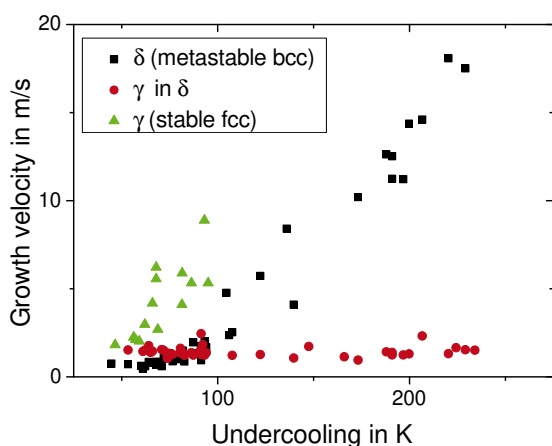 20
10
0
100
200
Growth velocity in m/s
Undercooling in K
δ (metastable bcc)
γ in δ
γ (stable fcc)